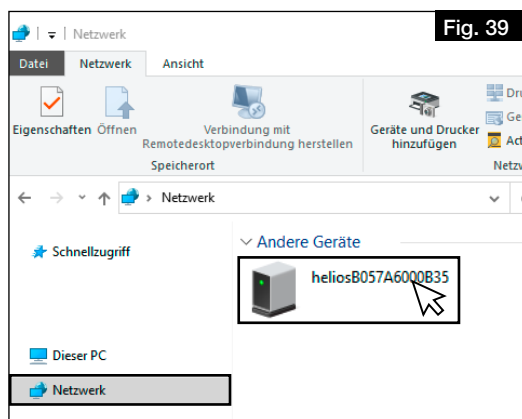 Fig. 39
Netzwerk
Datei Netzwerk Ansicht
Eigenschaften Öffnen Verbindung mit Remotedesktopverbindung herstellen Geräte und Drucker hinzufügen
Speicherort
Netzwerk
Schnellzugriff
Andere Geräte
heliosB057A6000B35
Dieser PC
Netzwerk